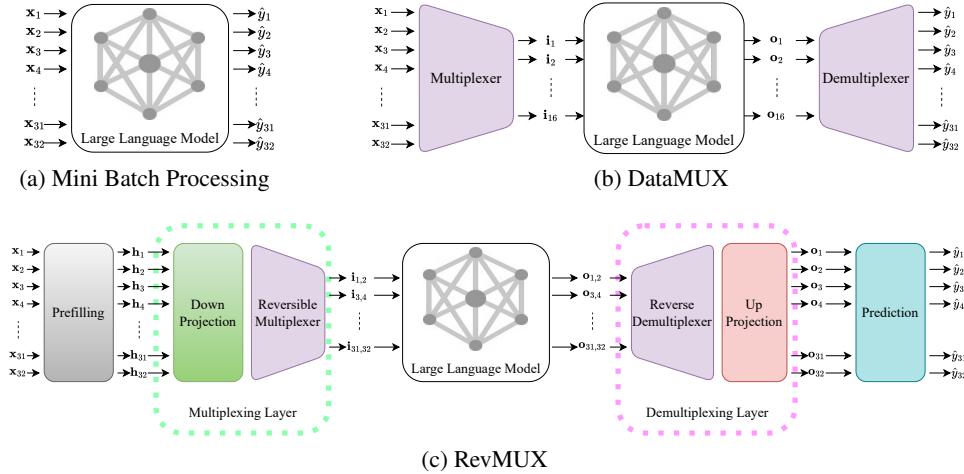 x₁
x₂
x₃
x₄
x₃₁
x₃₂
Large Language Model
ŷ₁
ŷ₂
ŷ₃
ŷ₄
ŷ₃₁
ŷ₃₂
(a) Mini Batch Processing
x₁
x₂
x₃
x₄
x₃₁
x₃₂
Multiplexer
i₁
i₂
i₁₆
Large Language Model
o₁
o₂
o₁₆
Demultiplexer
ŷ₁
ŷ₂
ŷ₃
ŷ₄
ŷ₃₁
ŷ₃₂
(b) DataMUX
x₁
x₂
x₃
x₄
x₃₁
x₃₂
Prefilling
h₁
h₂
h₃
h₄
h₃₁
h₃₂
Down
Projection
Reversible
Multiplexer
Multiplexing Layer
i₁,₂
i₃,₄
i₃₁,₃₂
Large Language Model
o₁,₂
o₃,₄
o₃₁,₃₂
Reverse
Demultiplexer
Up
Projection
Demultiplexing Layer
o₁
o₂
o₃
o₄
o₃₁
o₃₂
Prediction
ŷ₁
ŷ₂
ŷ₃
ŷ₄
ŷ₃₁
ŷ₃₂
(c) RevMUX